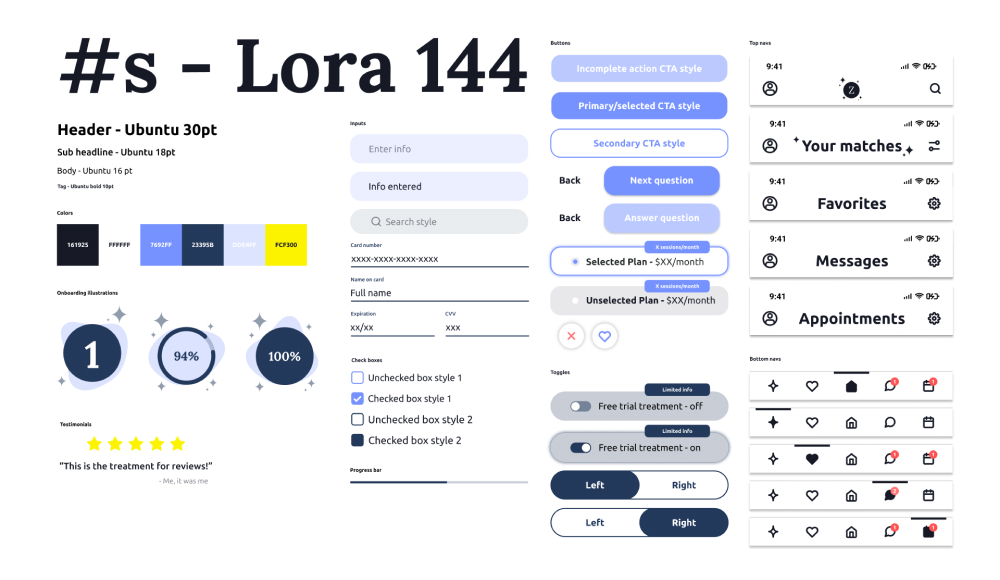 #s - Lora 144
Header - Ubuntu 30pt
Sub headline - Ubuntu 18pt
Body - Ubuntu 16 pt
Tag - Ubuntu bold 10pt
Colors
161925
FFFFFF
7692FF
23395B
DDE4FF
FCF300
Onboarding Illustrations
1
94%
100%
Testimonials
"This is the treatment for reviews!"
- Me, it was me
Inputs
Enter info
Info entered
Search style
Card number
xxxx-xxxx-xxxx-xxxx
Name on card
Full name
Expiration
CVV
xx/xx
xxx
Check boxes
Unchecked box style 1
Checked box style 1
Unchecked box style 2
Checked box style 2
Progress bar
Buttons
Incomplete action CTA style
Primary/selected CTA style
Secondary CTA style
Back
Next question
Back
Answer question
X sessions/month
Selected Plan - $XX/month
X sessions/month
Unselected Plan - $XX/month
Toggles
Limited info
Free trial treatment - off
Limited info
Free trial treatment - on
Left
Right
Left
Right
Top navs
9:41
Z
9:41
Your matches
9:41
Favorites
9:41
Messages
9:41
Appointments
Bottom navs
1
1
1
1
1
1